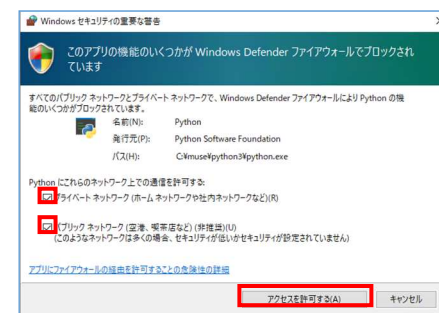 Windows セキュリティの重要な警告
このアプリの機能のいくつかが Windows Defender ファイアウォールでブロックされ
ています
すべてのパブリック ネットワークとプライベート ネットワークで、Windows Defender ファイアウォールにより Python の機
能のいくつかがブロックされています。
名前(N): Python
発行元(P): Python Software Foundation
パス(H): C:¥muse¥python3¥python.exe
Python にこれらのネットワーク上での通信を許可する:
プライベート ネットワーク (ホーム ネットワークや社内ネットワークなど)(R)
パブリック ネットワーク (空港、喫茶店など) (非推奨)(U)
(このようなネットワークは多くの場合、セキュリティが低いかセキュリティが設定されていません)
アプリにファイアウォールの経由を許可することの危険性の詳細
アクセスを許可する(A) キャンセル